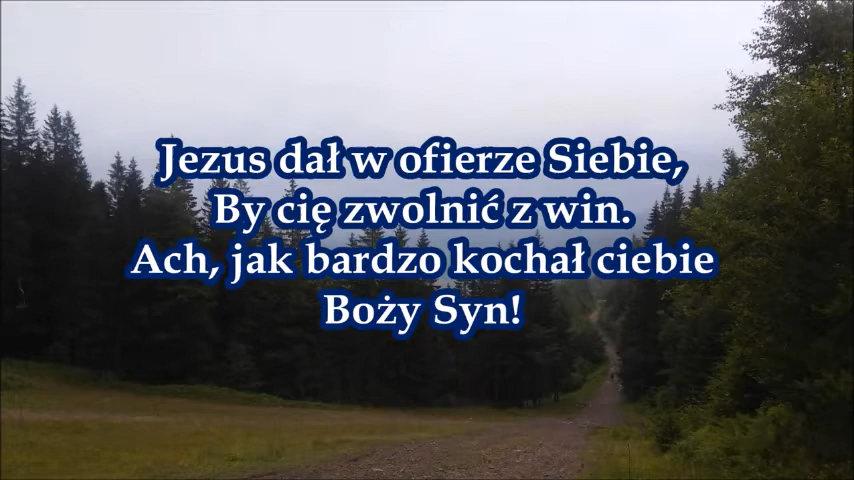 Jezus dał w ofierze Siebie,
By cię zwolnić z win.
Ach, jak bardzo kochał ciebie
Boży Syn!